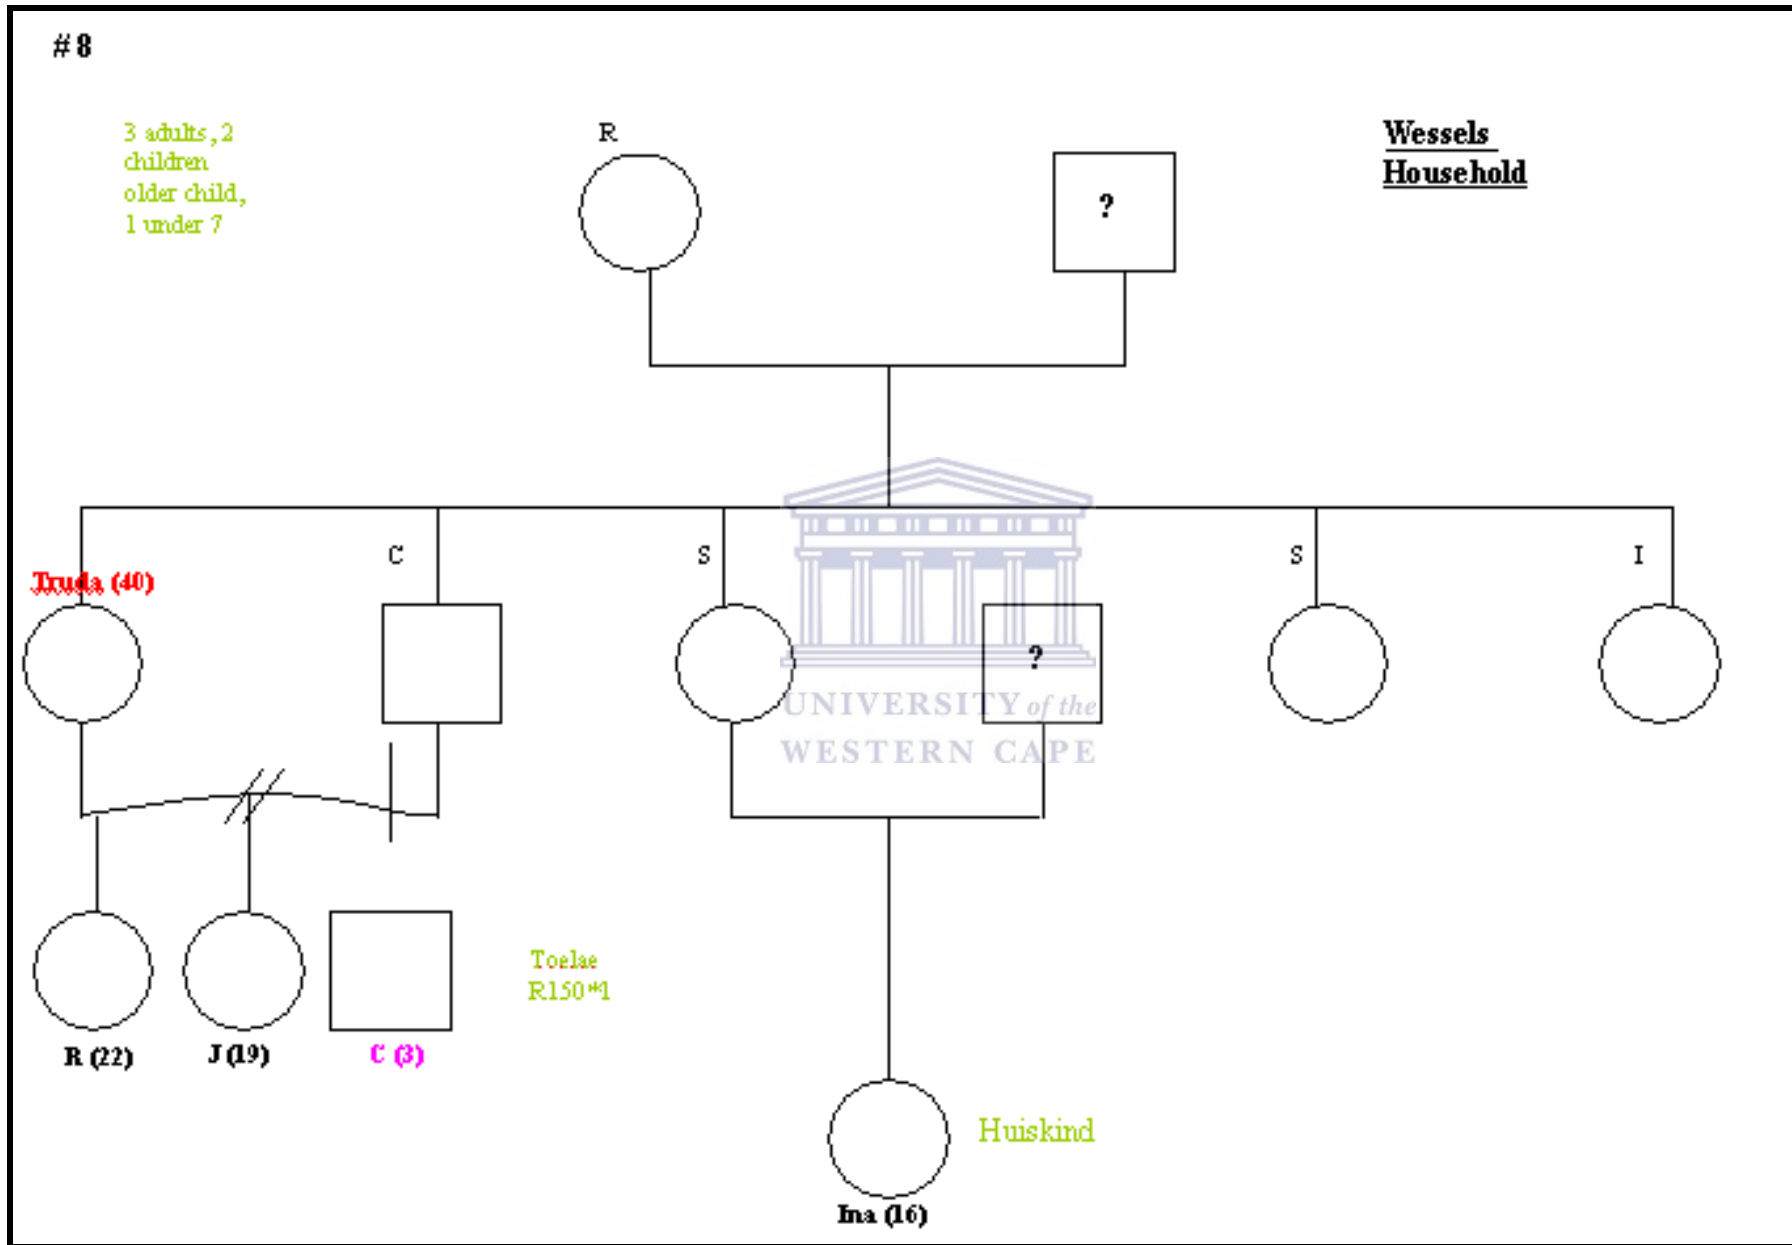 # 8
3 adults, 2
children
older child,
1 under 7
R
?
Wessels
Household
C
S
S
I
Truda (40)
?
UNIVERSITY of the
WESTERN CAPE
Toelae
R150*1
R (22)
J (19)
C (3)
Huiskind
Ina (16)